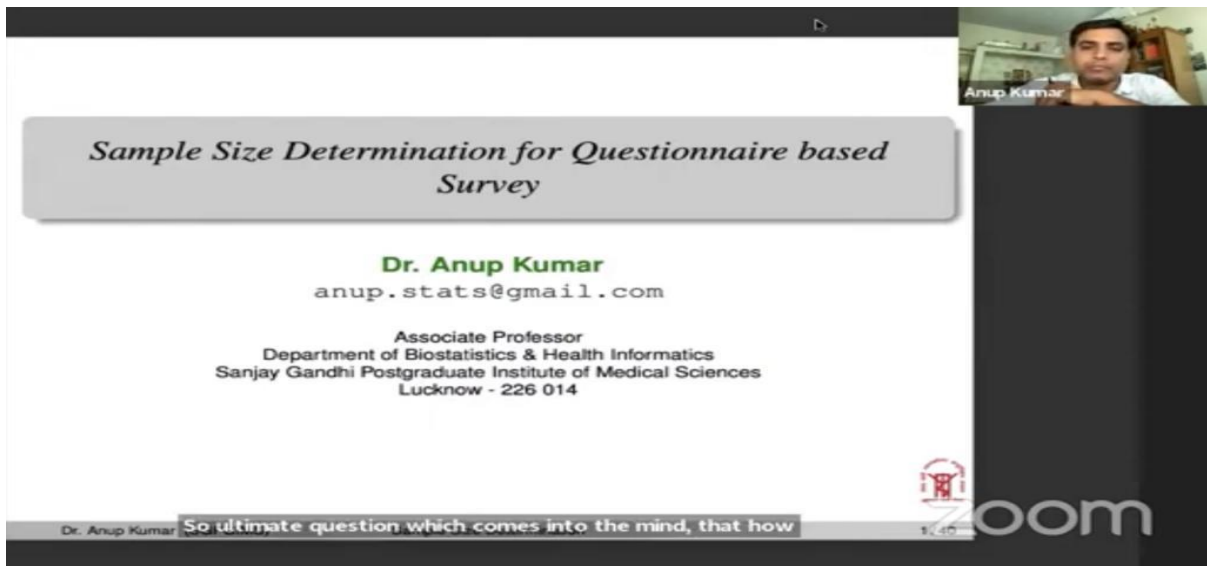 Anup Kumar
Sample Size Determination for Questionnaire based
Survey
Dr. Anup Kumar
anup.stats@gmail.com
Associate Professor
Department of Biostatistics & Health Informatics
Sanjay Gandhi Postgraduate Institute of Medical Sciences
Lucknow - 226 014
Dr. Anup Kumar
So ultimate question which comes into the mind, that how
zoom